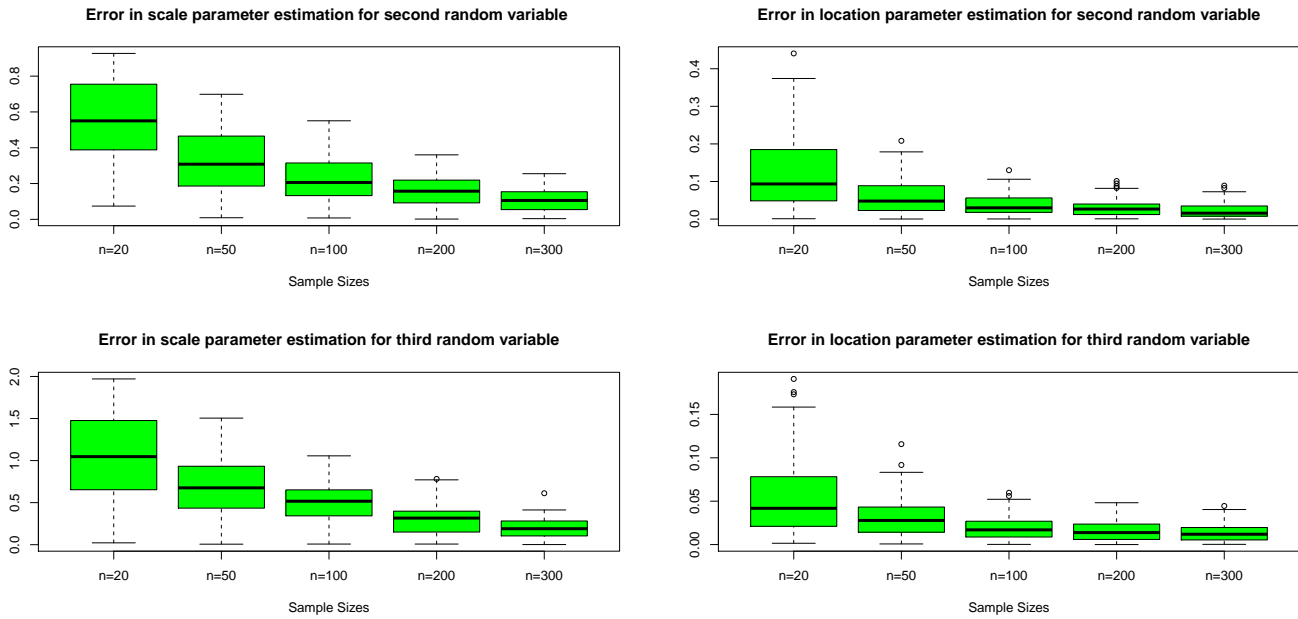 Error in scale parameter estimation for second random variable
0.0 0.2 0.4 0.6 0.8
n=20 n=50 n=100 n=200 n=300
Sample Sizes
Error in location parameter estimation for second random variable
0.0 0.1 0.2 0.3 0.4
n=20 n=50 n=100 n=200 n=300
Sample Sizes
Error in scale parameter estimation for third random variable
0.0 0.5 1.0 1.5 2.0
n=20 n=50 n=100 n=200 n=300
Sample Sizes
Error in location parameter estimation for third random variable
0.00 0.05 0.10 0.15
n=20 n=50 n=100 n=200 n=300
Sample Sizes